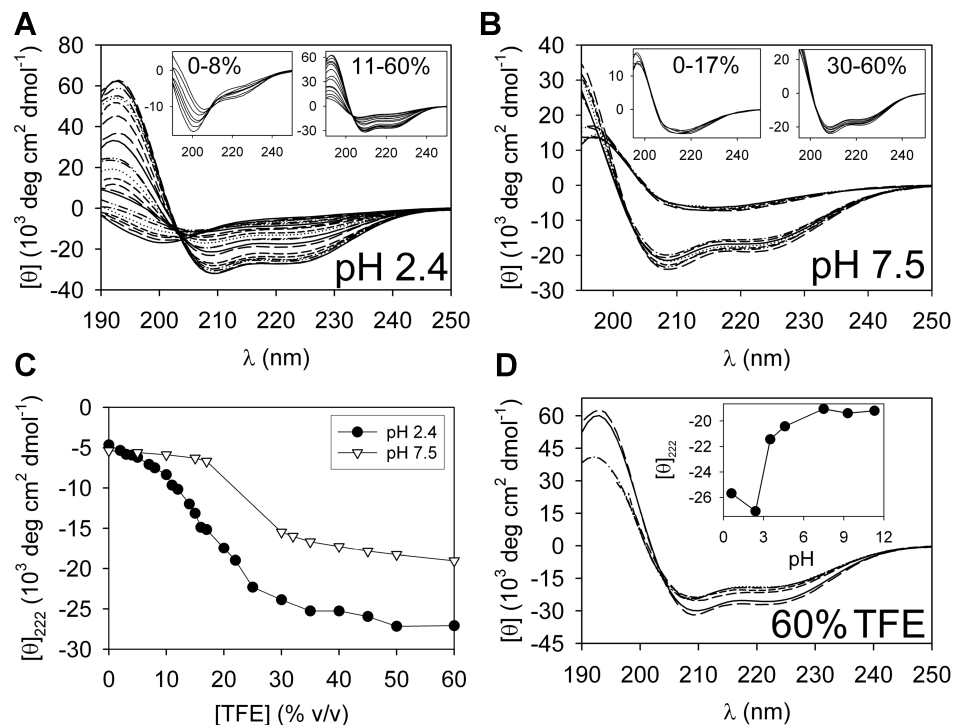 A
[θ] (10³ deg cm² dmol⁻¹)
80
60
40
20
0
-20
-40
190 200 210 220 230 240 250
λ (nm)
pH 2.4
0-8%
0
-10
200 220 240
11-60%
60
30
0
-30
200 220 240
B
[θ] (10³ deg cm² dmol⁻¹)
40
30
20
10
0
-10
-20
-30
200 210 220 230 240 250
λ (nm)
pH 7.5
0-17%
10
0
200 220 240
30-60%
20
0
-20
200 220 240
C
[θ]₂₂₂ (10³ deg cm² dmol⁻¹)
0
-5
-10
-15
-20
-25
-30
0 10 20 30 40 50 60
[TFE] (% v/v)
pH 2.4
pH 7.5
D
[θ] (10³ deg cm² dmol⁻¹)
60
45
30
15
0
-15
-30
-45
190 200 210 220 230 240 250
λ (nm)
60% TFE
[θ]₂₂₂
-20
-22
-24
-26
0 3 6 9 12
pH